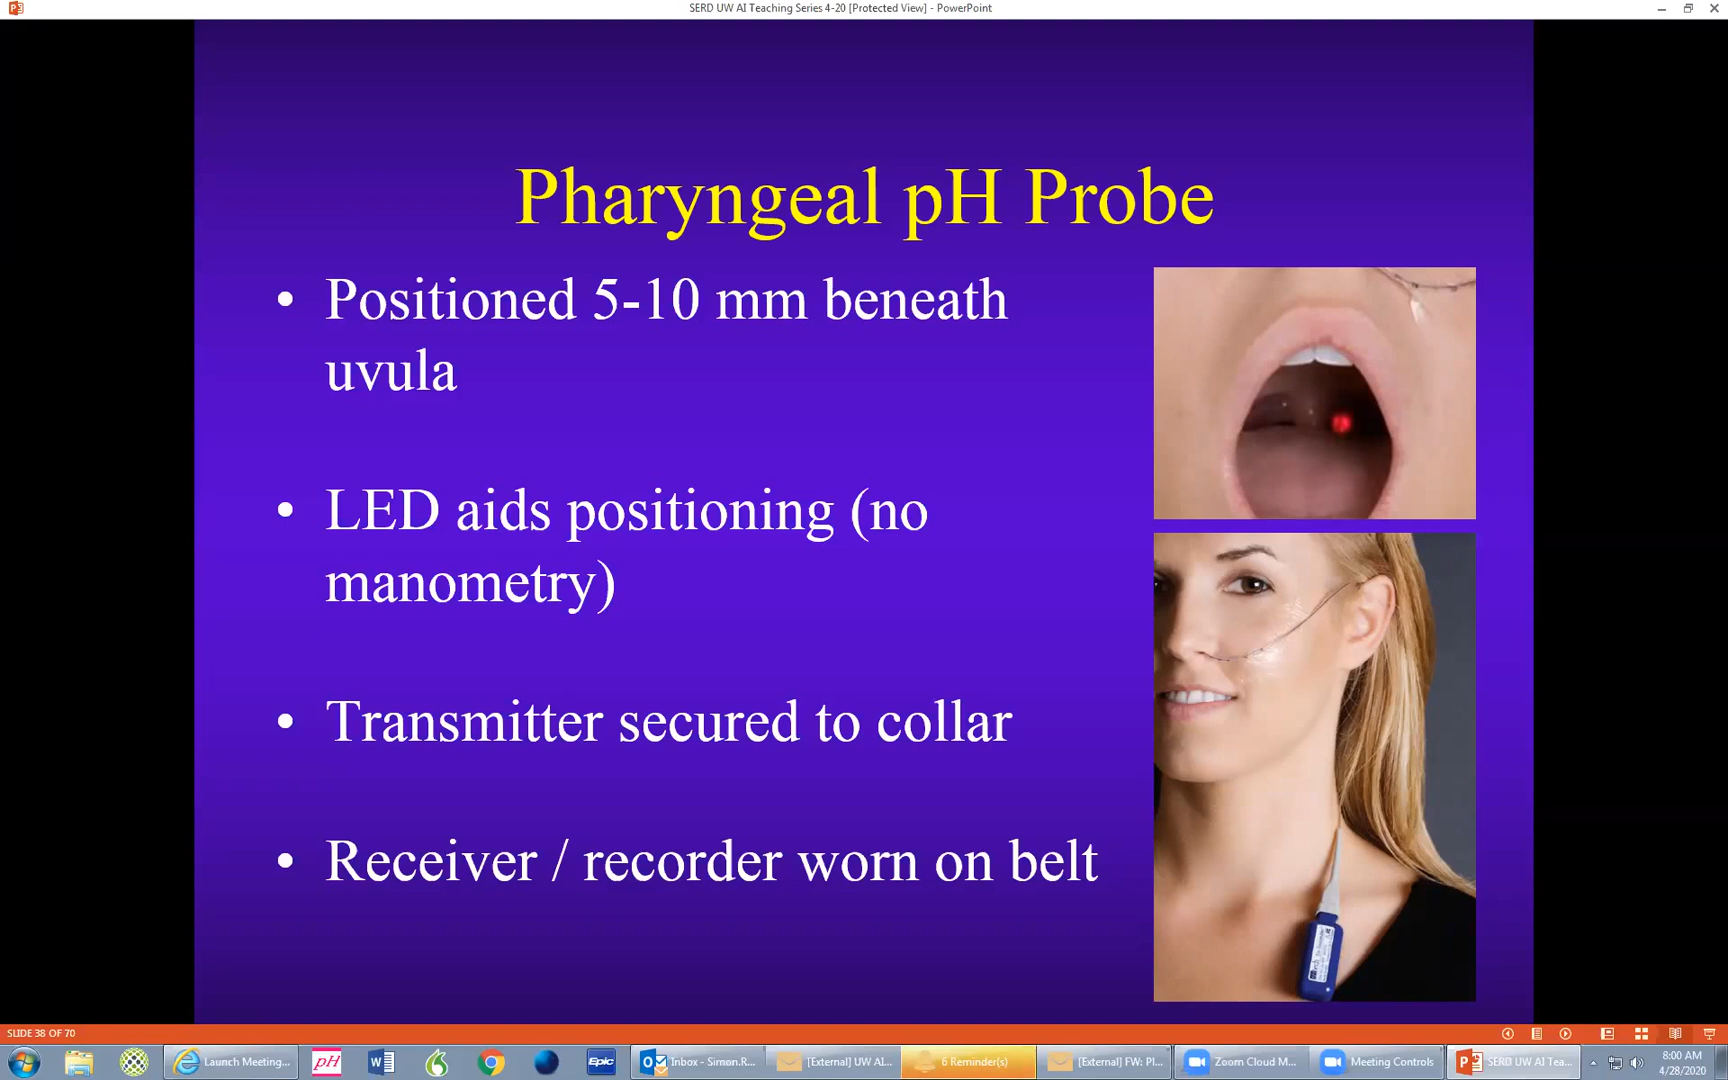 SERD UW AI Teaching Series 4-20 [Protected View] - PowerPoint
Pharyngeal pH Probe
• Positioned 5-10 mm beneath
uvula
• LED aids positioning (no
manometry)
• Transmitter secured to collar
• Receiver / recorder worn on belt
SLIDE 38 OF 70
Launch Meeting...
pH
Epic
Inbox - Simon.R...
[External] UW AI...
6 Reminder(s)
[External] FW: Pl...
Zoom Cloud M...
Meeting Controls
SERD UW AI Tea...
8:00 AM
4/28/2020